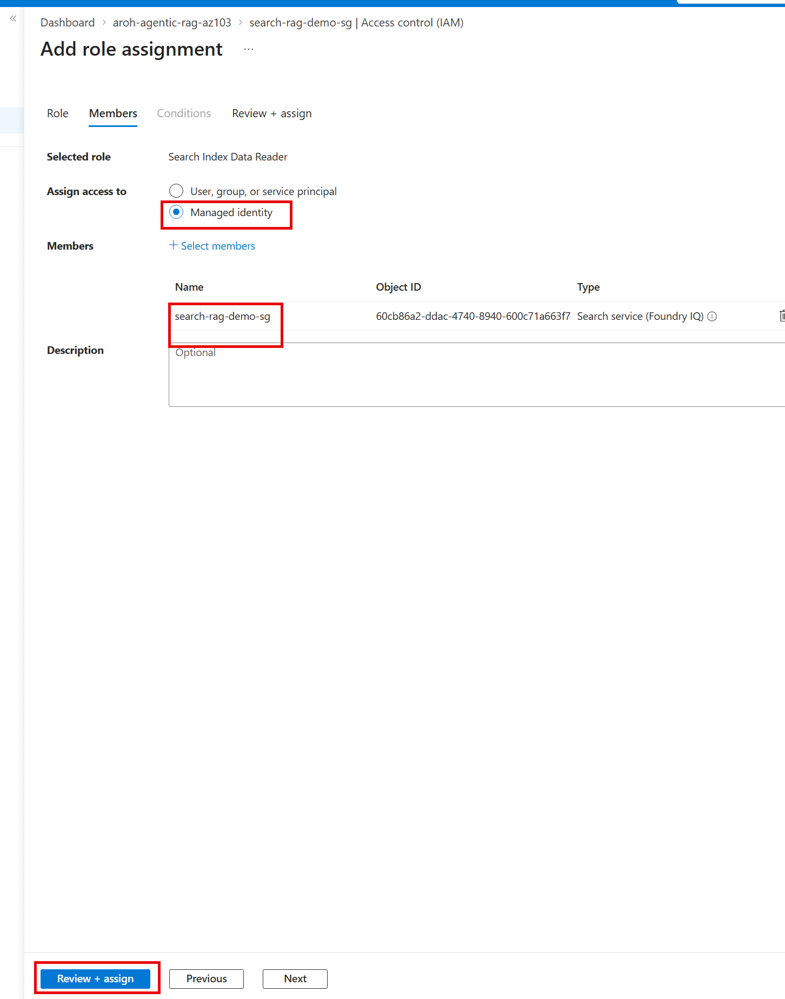 Dashboard > aroh-agentic-rag-az103 > search-rag-demo-sg | Access control (IAM)
Add role assignment ...
Role Members Conditions Review + assign
Selected role Search Index Data Reader
Assign access to User, group, or service principal
Managed identity
Members + Select members
Name Object ID Type
search-rag-demo-sg 60cb86a2-ddac-4740-8940-600c71a663f7 Search service (Foundry IQ)
Description Optional
Review + assign Previous Next